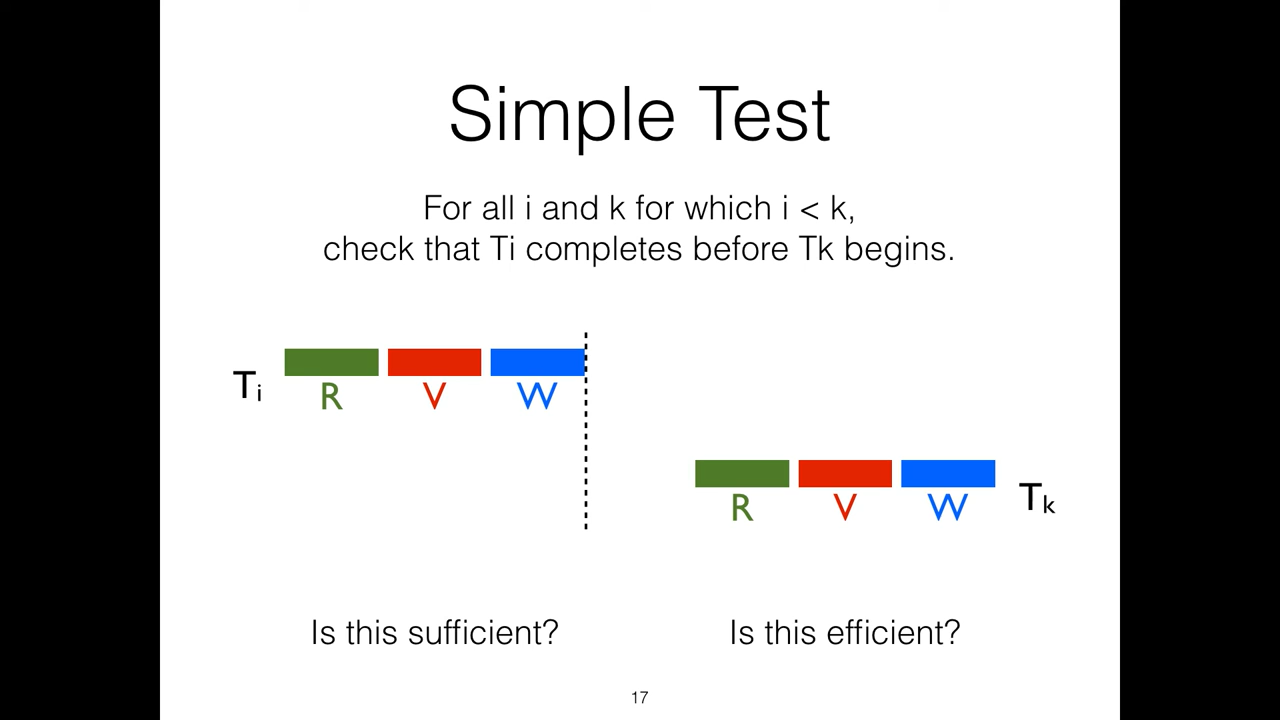 Simple Test
For all i and k for which i < k,
check that Ti completes before Tk begins.
Ti
R V W
R V W
Tk
Is this sufficient?
Is this efficient?
17